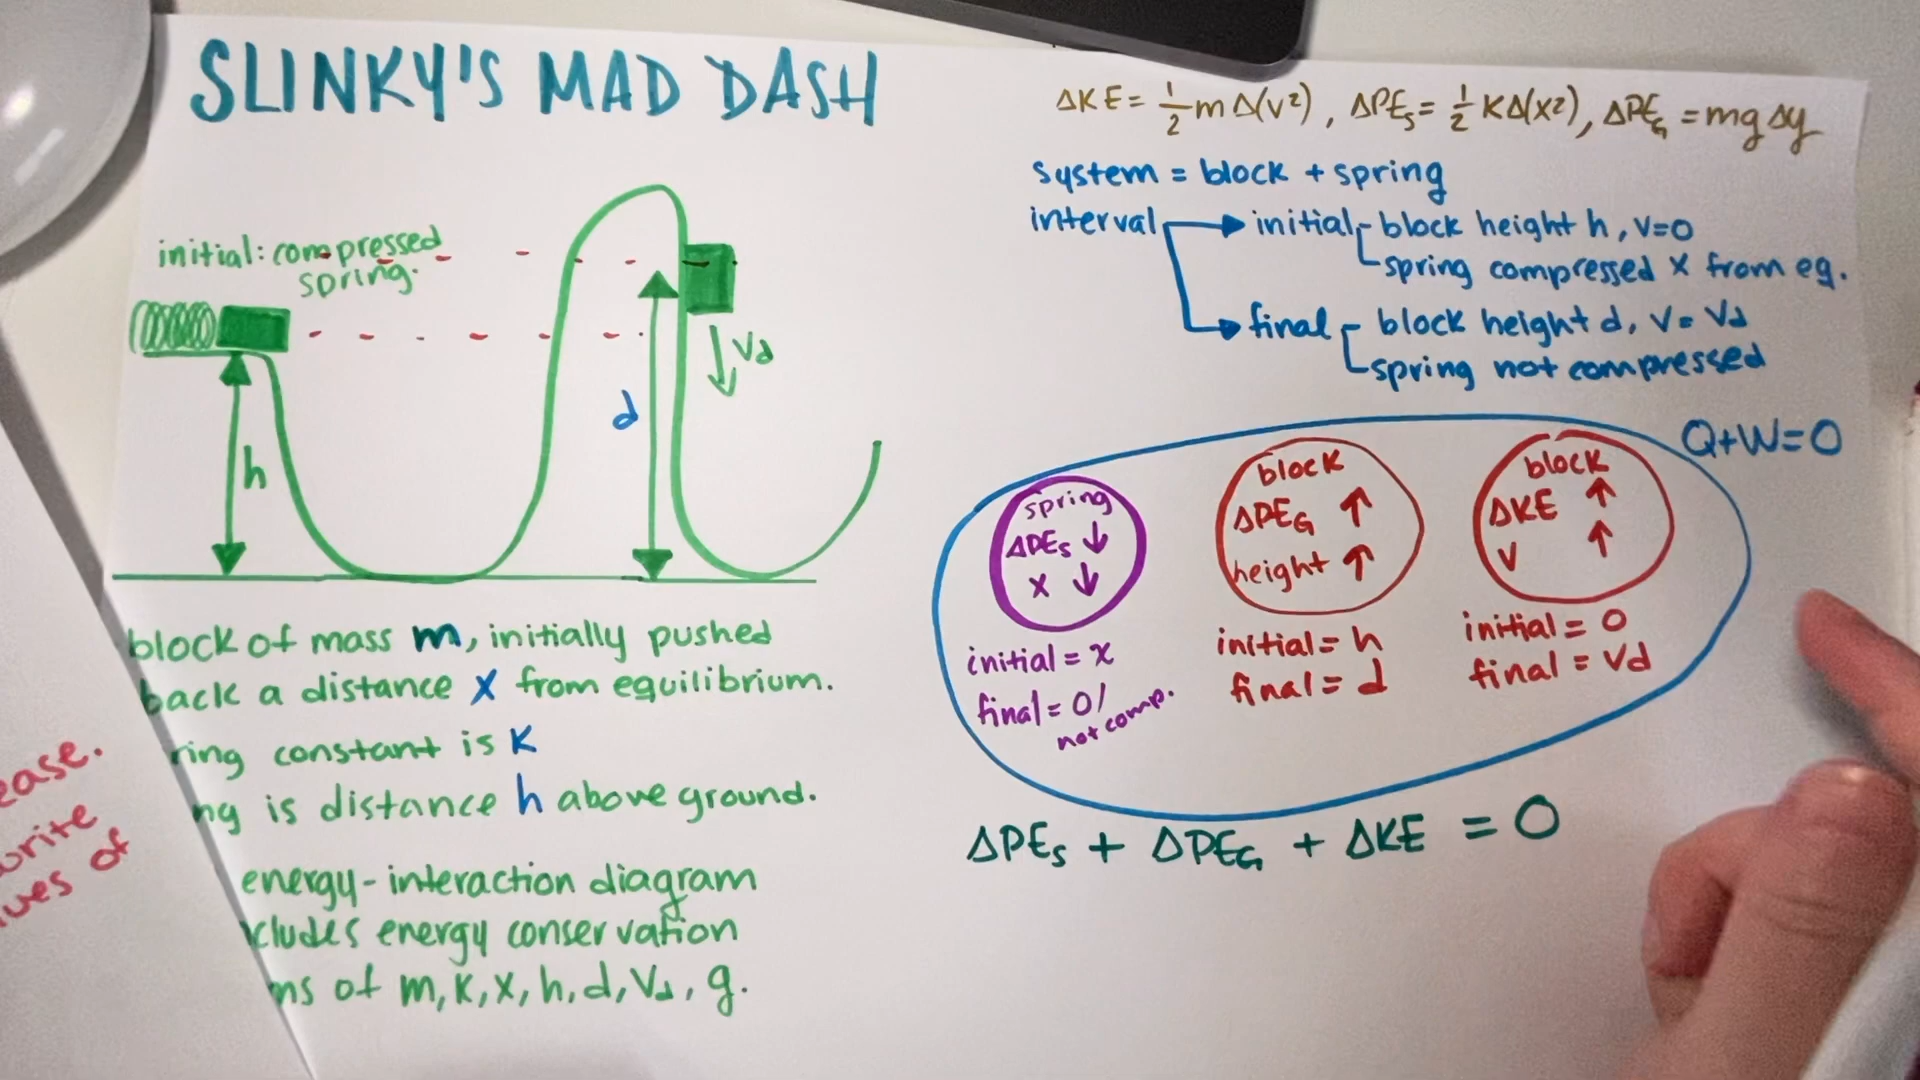 SLINKY'S MAD DASH
initial: compressed
spring.
h
d
Vd
block of mass m, initially pushed
back a distance x from equilibrium.
ring constant is K
ng is distance h above ground.
energy-interaction diagram
cludes energy conservation
ns of m, K, x, h, d, Vd, g.
ease.
orite
ues of
ΔKE = 1/2 m Δ(v²), ΔPEs = 1/2 KΔ(x²), ΔPEG = mgΔy
system = block + spring
interval → initial - block height h, v=0
spring compressed x from eq.
final - block height d, v= Vd
spring not compressed
Q+W=0
spring
ΔPEs ↓
x ↓
initial = x
final = 0/
not comp.
block
ΔPEG ↑
height ↑
initial = h
final = d
block
ΔKE ↑
V ↑
initial = 0
final = Vd
ΔPEs + ΔPEG + ΔKE = 0